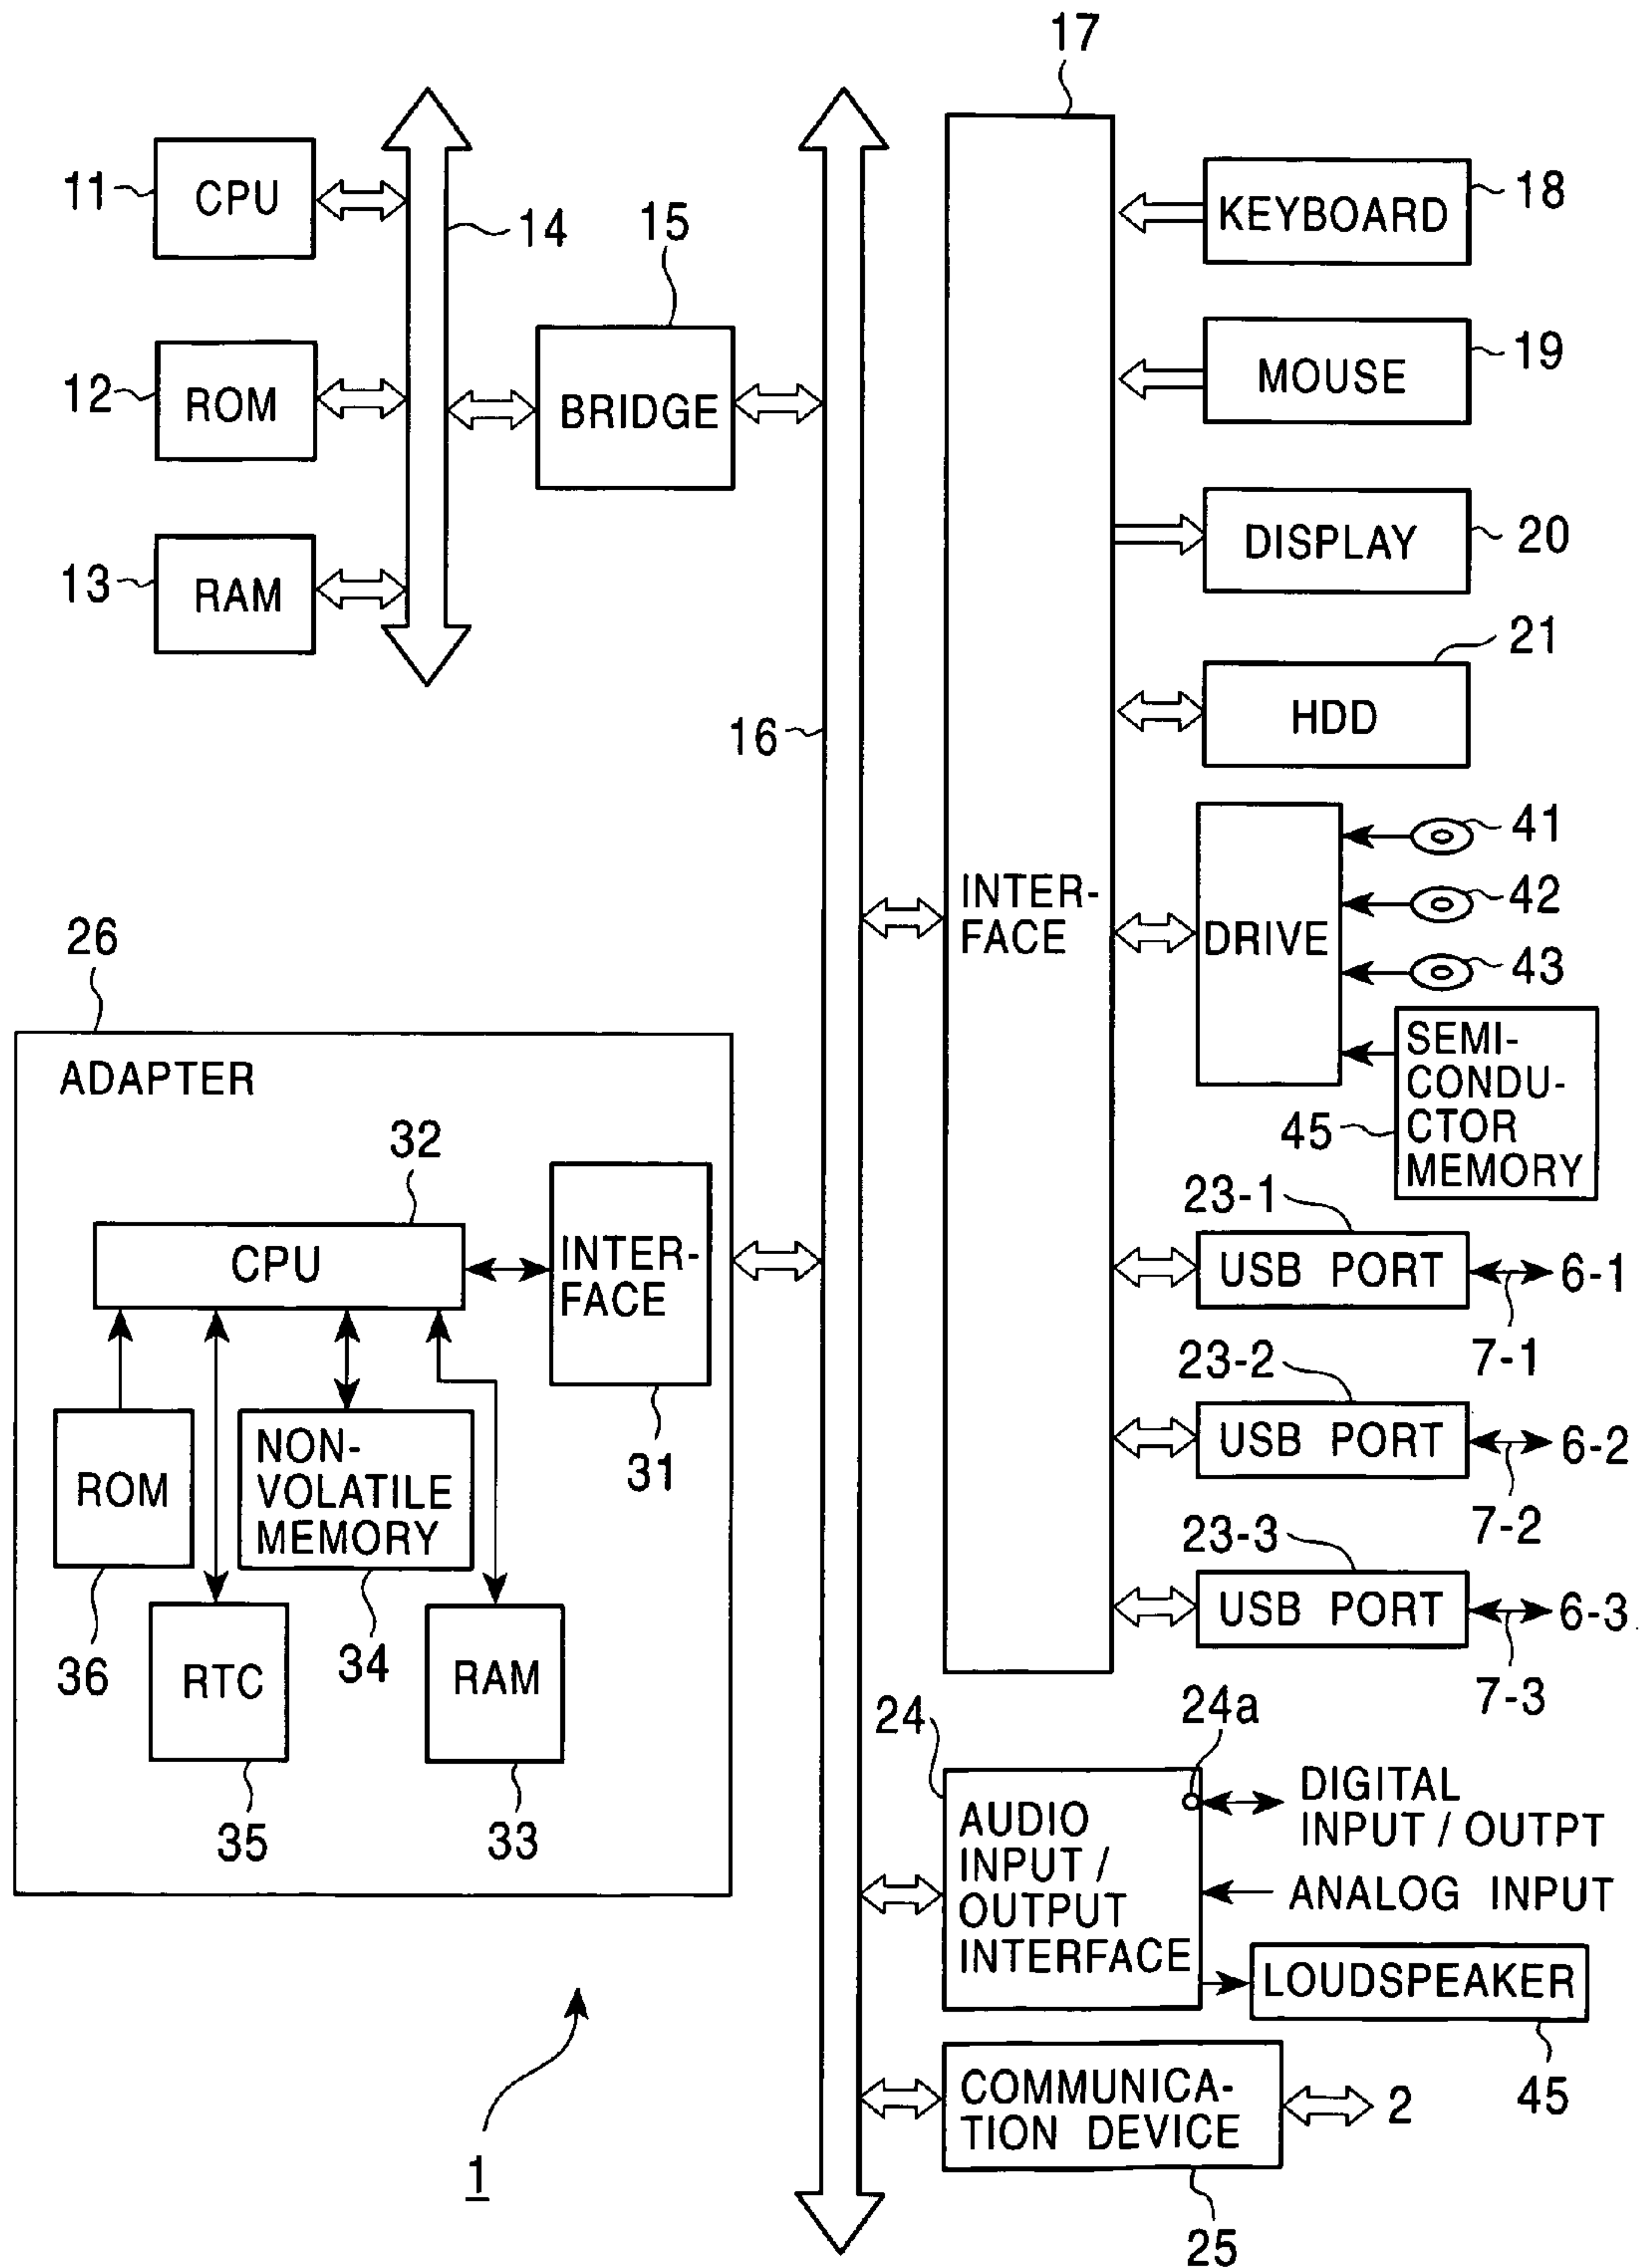 17
11
CPU
14
15
KEYBOARD
18
12
ROM
BRIDGE
MOUSE
19
13
RAM
DISPLAY
20
16
21
HDD
INTER-
FACE
DRIVE
41
42
43
SEMI-
CONDU-
CTOR
MEMORY
45
26
ADAPTER
32
CPU
INTER-
FACE
31
ROM
36
NON-
VOLATILE
MEMORY
34
RTC
35
RAM
33
23-1
USB PORT
6-1
7-1
23-2
USB PORT
6-2
7-2
23-3
USB PORT
6-3
7-3
24
24a
AUDIO
INPUT /
OUTPUT
INTERFACE
DIGITAL
INPUT / OUTPT
ANALOG INPUT
LOUDSPEAKER
45
COMMUNICA-
TION DEVICE
2
25
1